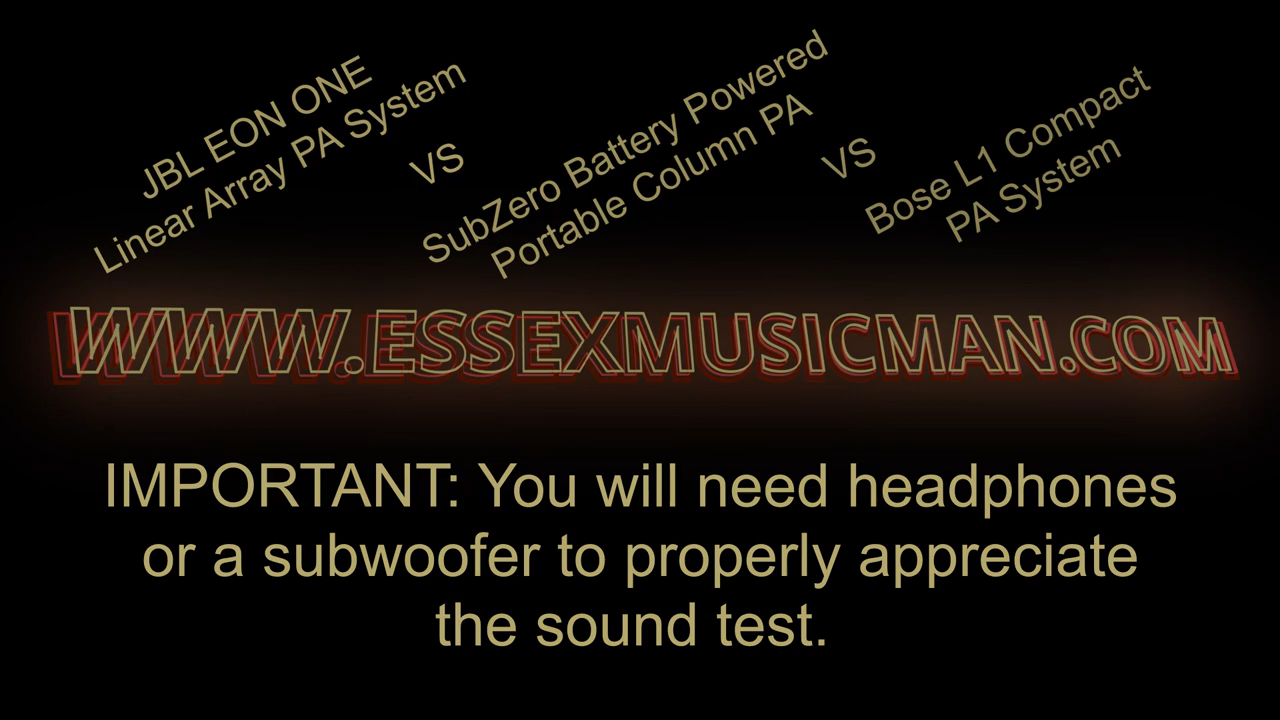 JBL EON ONE
Linear Array PA System
VS
SubZero Battery Powered
Portable Column PA
VS
Bose L1 Compact
PA System
WWW.ESSEXMUSICMAN.COM
IMPORTANT: You will need headphones
or a subwoofer to properly appreciate
the sound test.